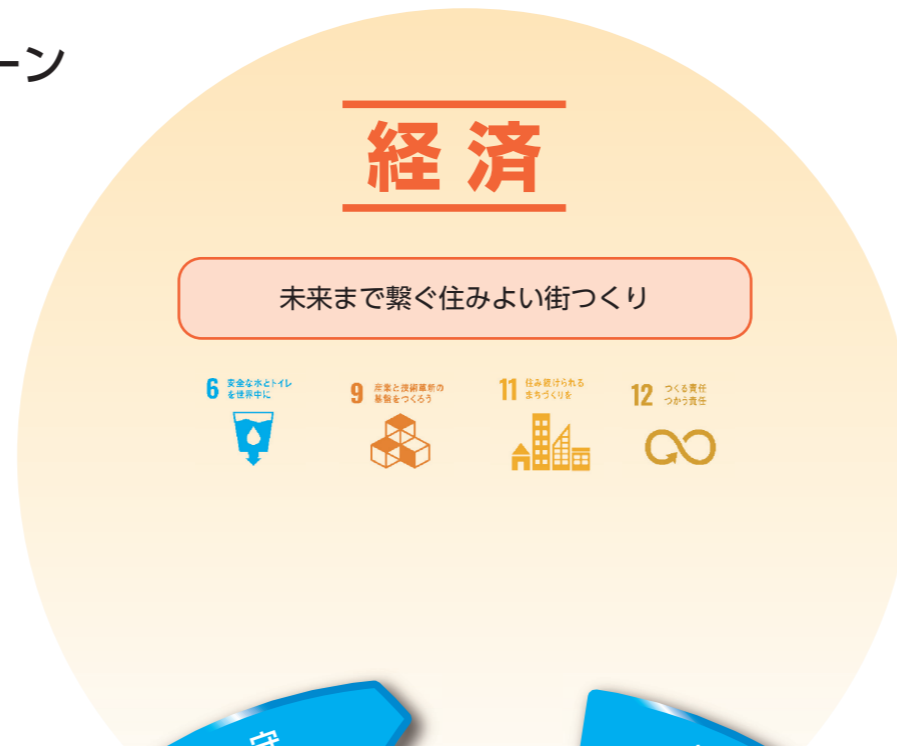 ーン
経済
未来まで繋ぐ住みよい街つくり
6 安全な水とトイレ
を世界中に
9 産業と技術革新の
基盤をつくろう
11 住み続けられる
まちづくりを
12 つくる責任
つかう責任
守